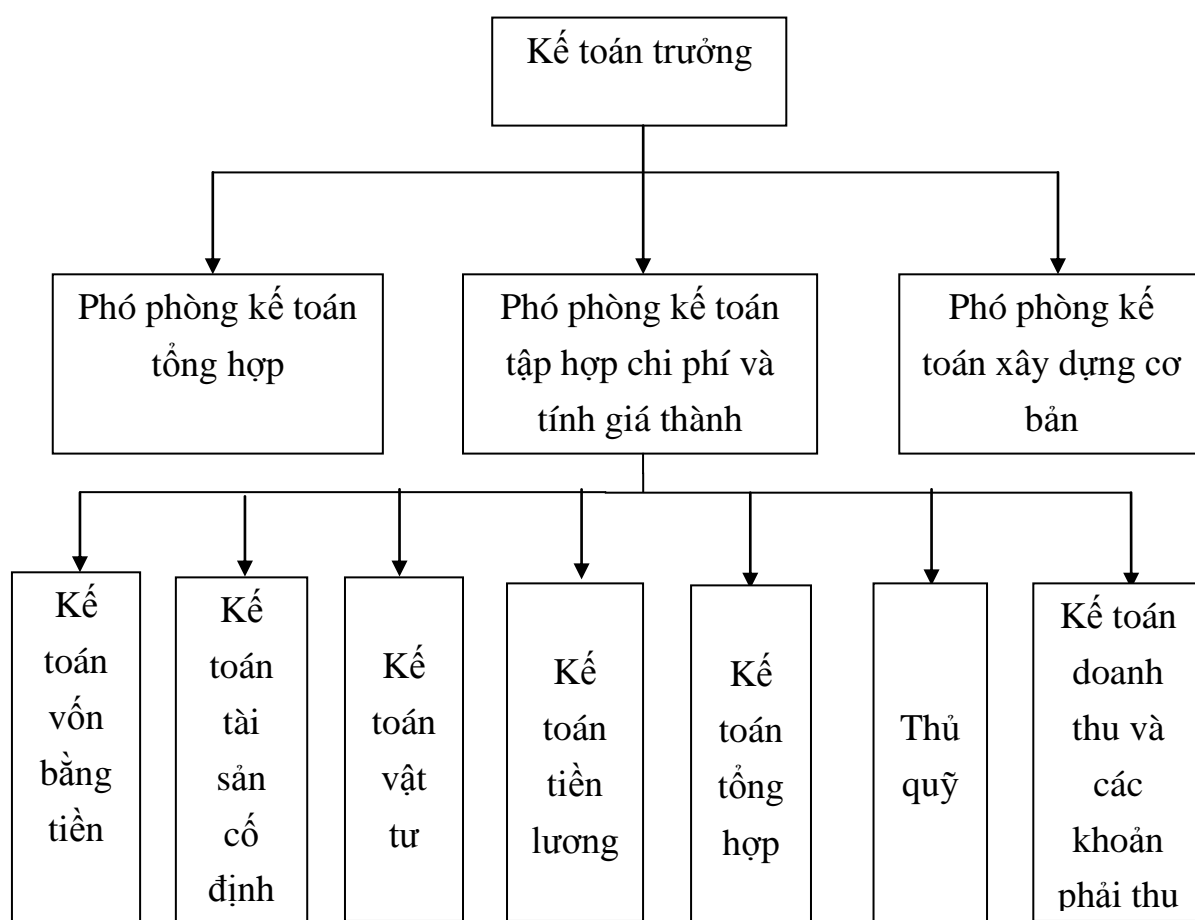 Kế toán trưởng
Phó phòng kế toán
tổng hợp
Phó phòng kế toán
tập hợp chi phí và
tính giá thành
Phó phòng kế
toán xây dựng cơ
bản
Kế
toán
vốn
bằng
tiền
Kế
toán
tài
sản
cố
định
Kế
toán
vật
tư
Kế
toán
tiền
lương
Kế
toán
tổng
hợp
Thủ
quỹ
Kế toán
doanh
thu và
các
khoản
phải thu